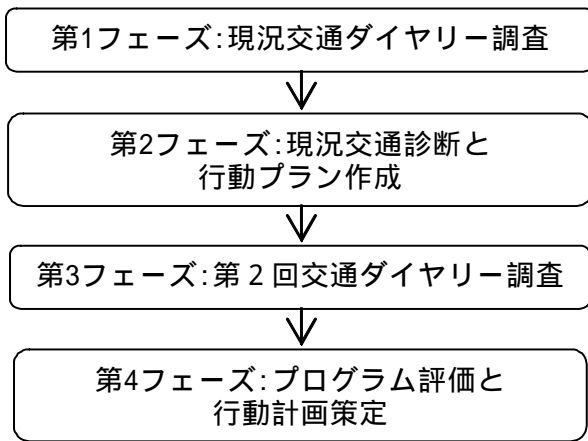 第1フェーズ:現況交通ダイヤリー調査
第2フェーズ:現況交通診断と
行動プラン作成
第3フェーズ:第２回交通ダイヤリー調査
第4フェーズ:プログラム評価と
行動計画策定